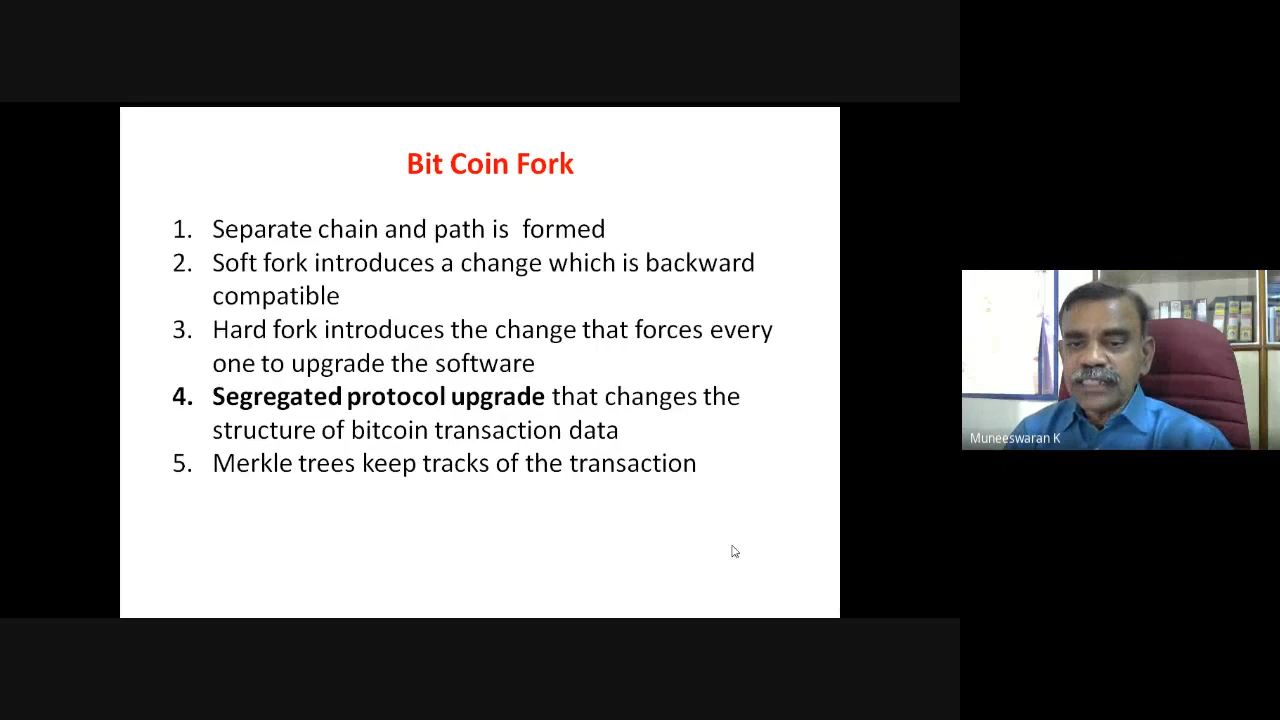 Bit Coin Fork
1. Separate chain and path is formed
2. Soft fork introduces a change which is backward
compatible
3. Hard fork introduces the change that forces every
one to upgrade the software
4. Segregated protocol upgrade that changes the
structure of bitcoin transaction data
5. Merkle trees keep tracks of the transaction
Muneeswaran K